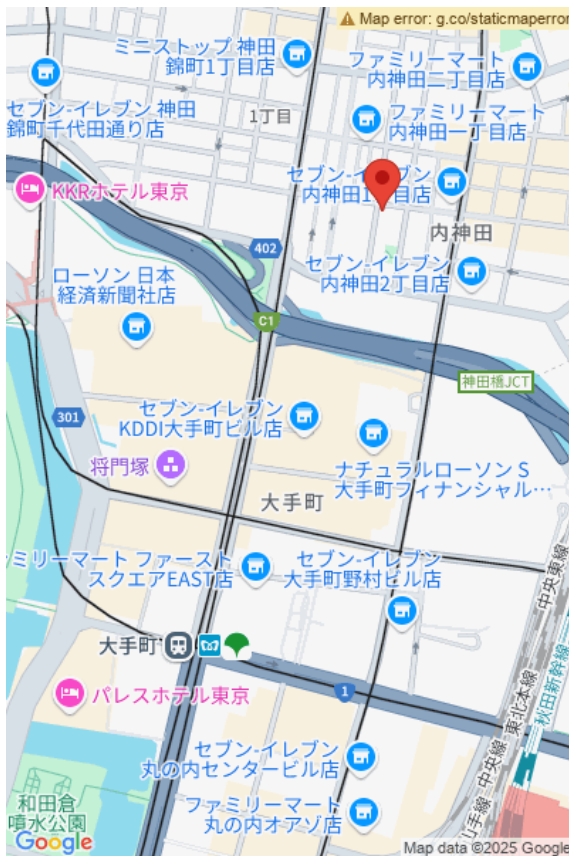 Map error: g.co/staticmaperror
ミニストップ 神田
錦町1丁目店
ファミリーマート
内神田二丁目店
セブン-イレブン 神田
錦町千代田通り店
1丁目
ファミリーマート
内神田一丁目店
セブン-イレブン
内神田1丁目店
KKRホテル東京
内神田
402
セブン-イレブン
内神田2丁目店
ローソン 日本
経済新聞社店
C1
神田橋JCT
301
セブン-イレブン
KDDI大手町ビル店
将門塚
ナチュラルローソン S
大手町フィナンシャル…
大手町
ミリーマート ファースト
スクエアEAST店
セブン-イレブン
大手町野村ビル店
中央東線
大手町
東北本線
秋田新幹線
1
パレスホテル東京
セブン-イレブン
丸の内センタービル店
中央線
山手線
和田倉
噴水公園
ファミリーマート
丸の内オアゾ店
Google
Map data ©2025 Google